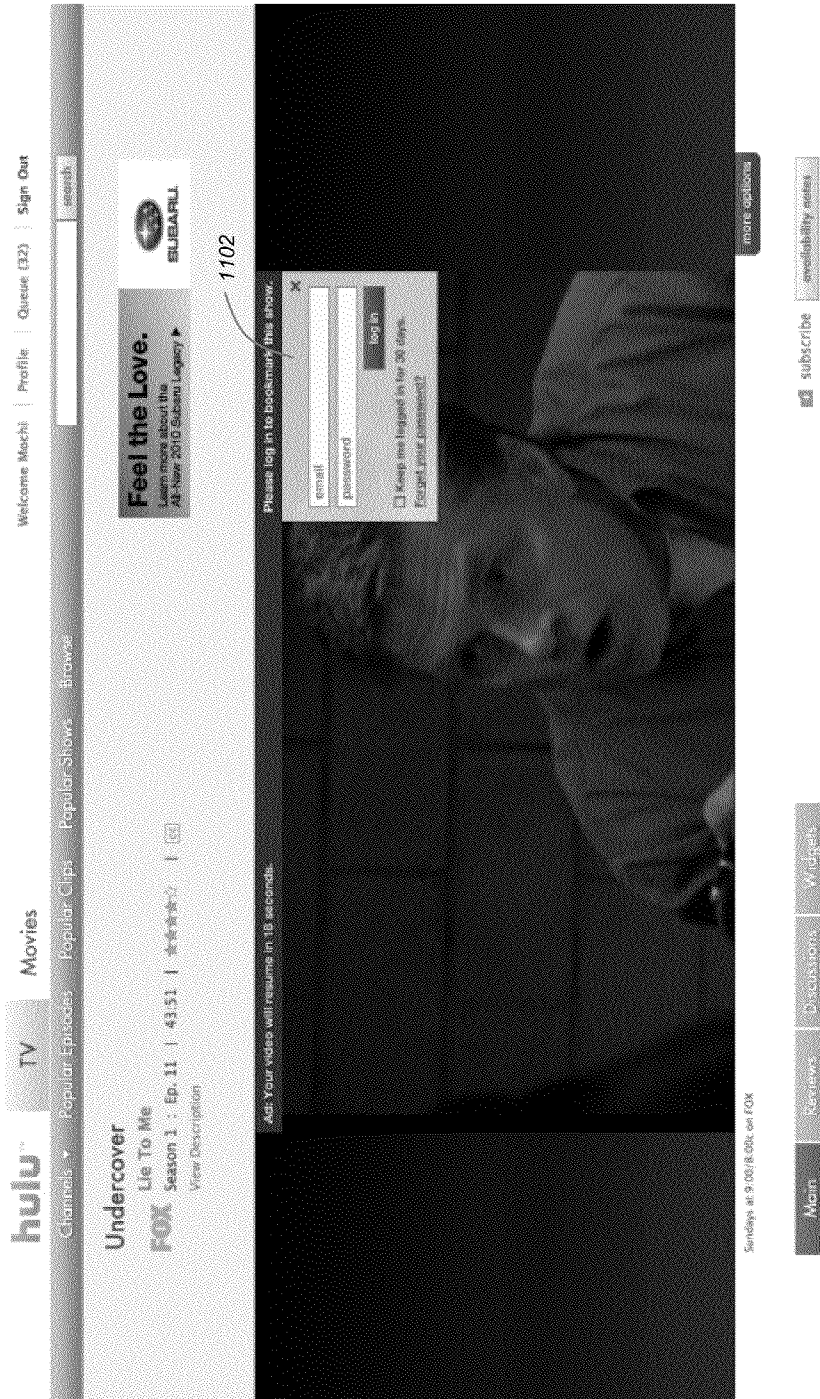 hulu™ TV Movies Welcome Mochi Profile Queue (32) Sign Out
Channels ▼ Popular Episodes Popular Clips Popular Shows Browse search
Undercover
FOX Lie To Me
Season 1 : Ep. 11 | 43:51 | ★★★★☆ | CC
View Description
Feel the Love.
Learn more about the
All-New 2010 Subaru Legacy ▶
SUBARU.
1102
Ad: Your video will resume in 18 seconds. Please log in to bookmark this show.
email
password
log in
Keep me logged in for 30 days.
Forgot your password?
more options
Sundays at 9:00/8:00c on FOX
Main Reviews Discussions Widgets subscribe availability notes